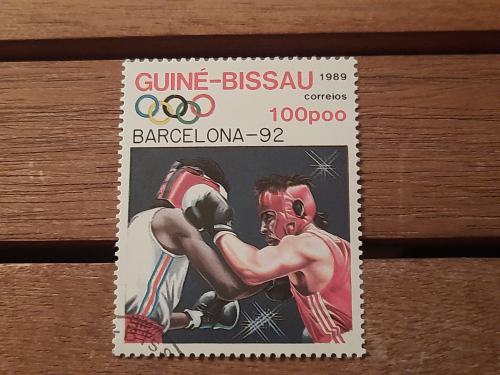 GUINÉ-BISSAU 1989
correios
100poo
BARCELONA-92